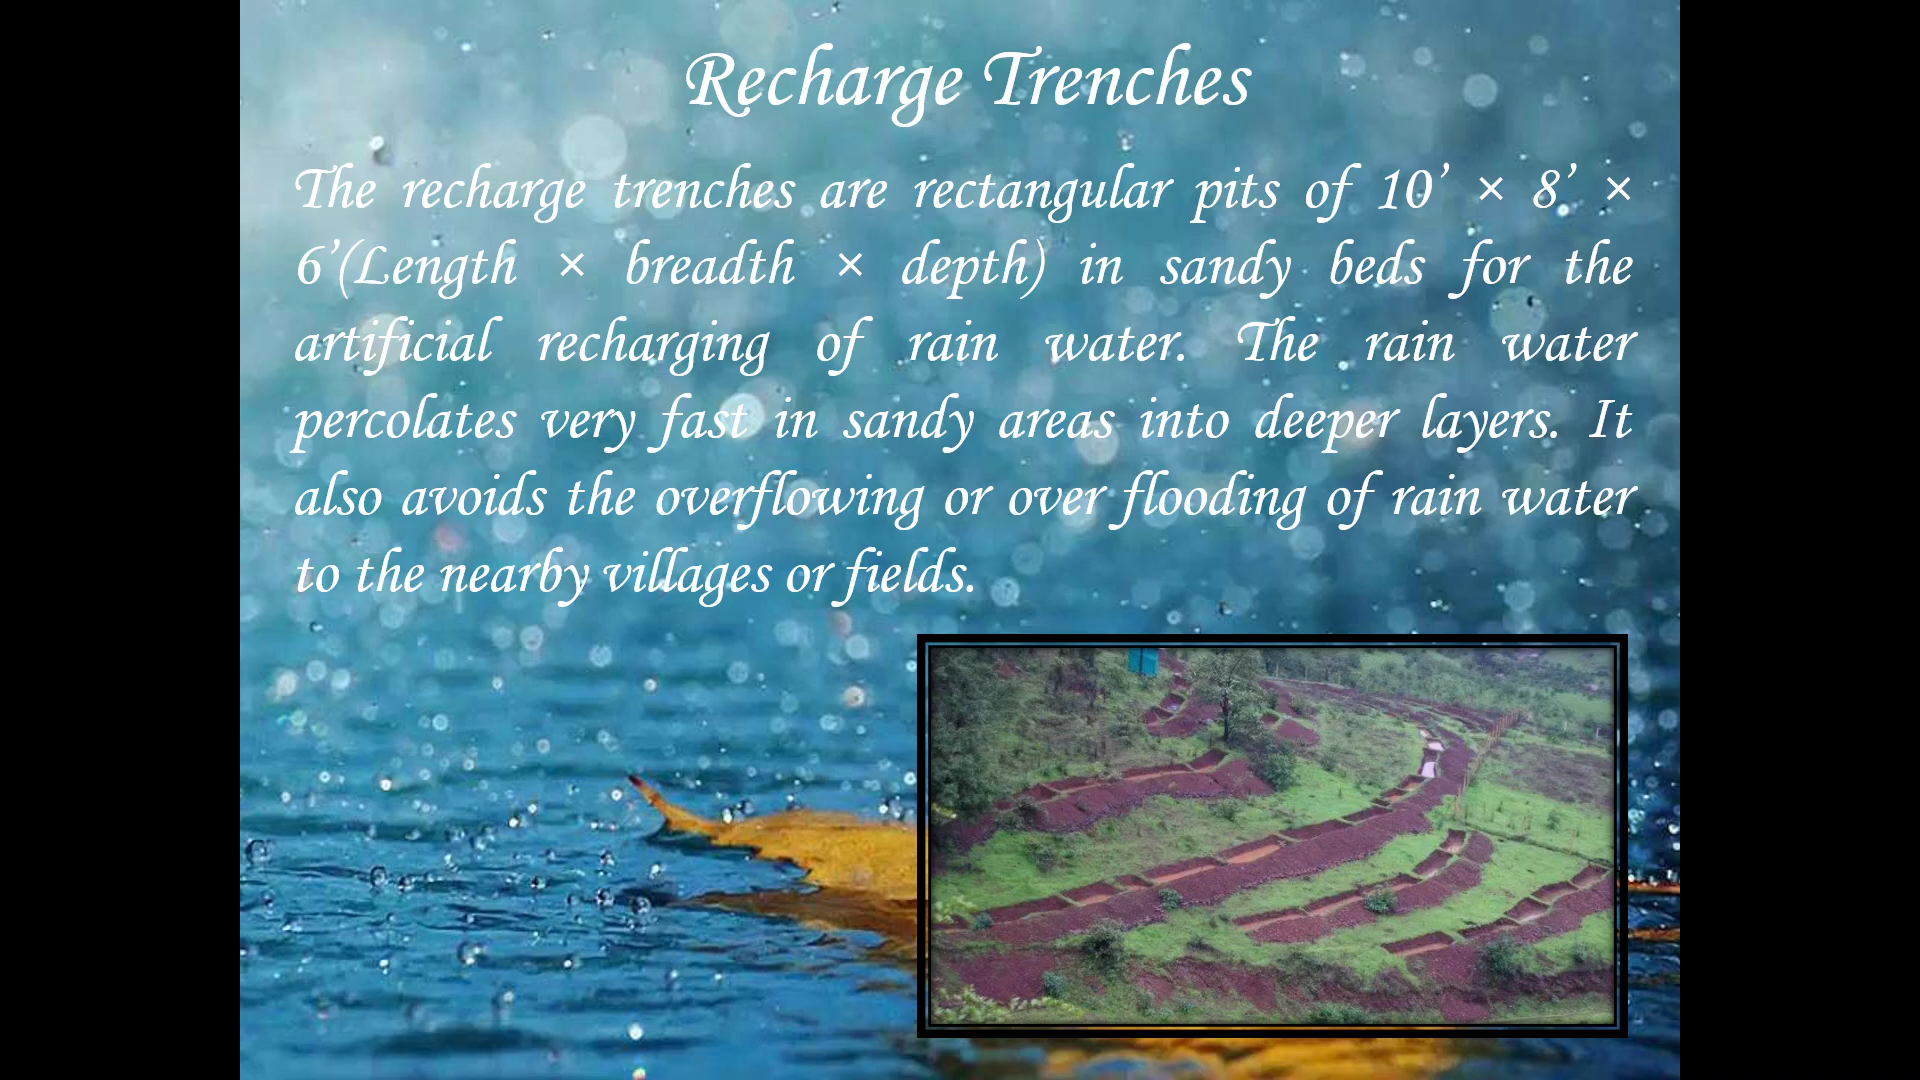 Recharge Trenches
The recharge trenches are rectangular pits of 10’ × 8’ ×
6’(Length × breadth × depth) in sandy beds for the
artificial recharging of rain water. The rain water
percolates very fast in sandy areas into deeper layers. It
also avoids the overflowing or over flooding of rain water
to the nearby villages or fields.